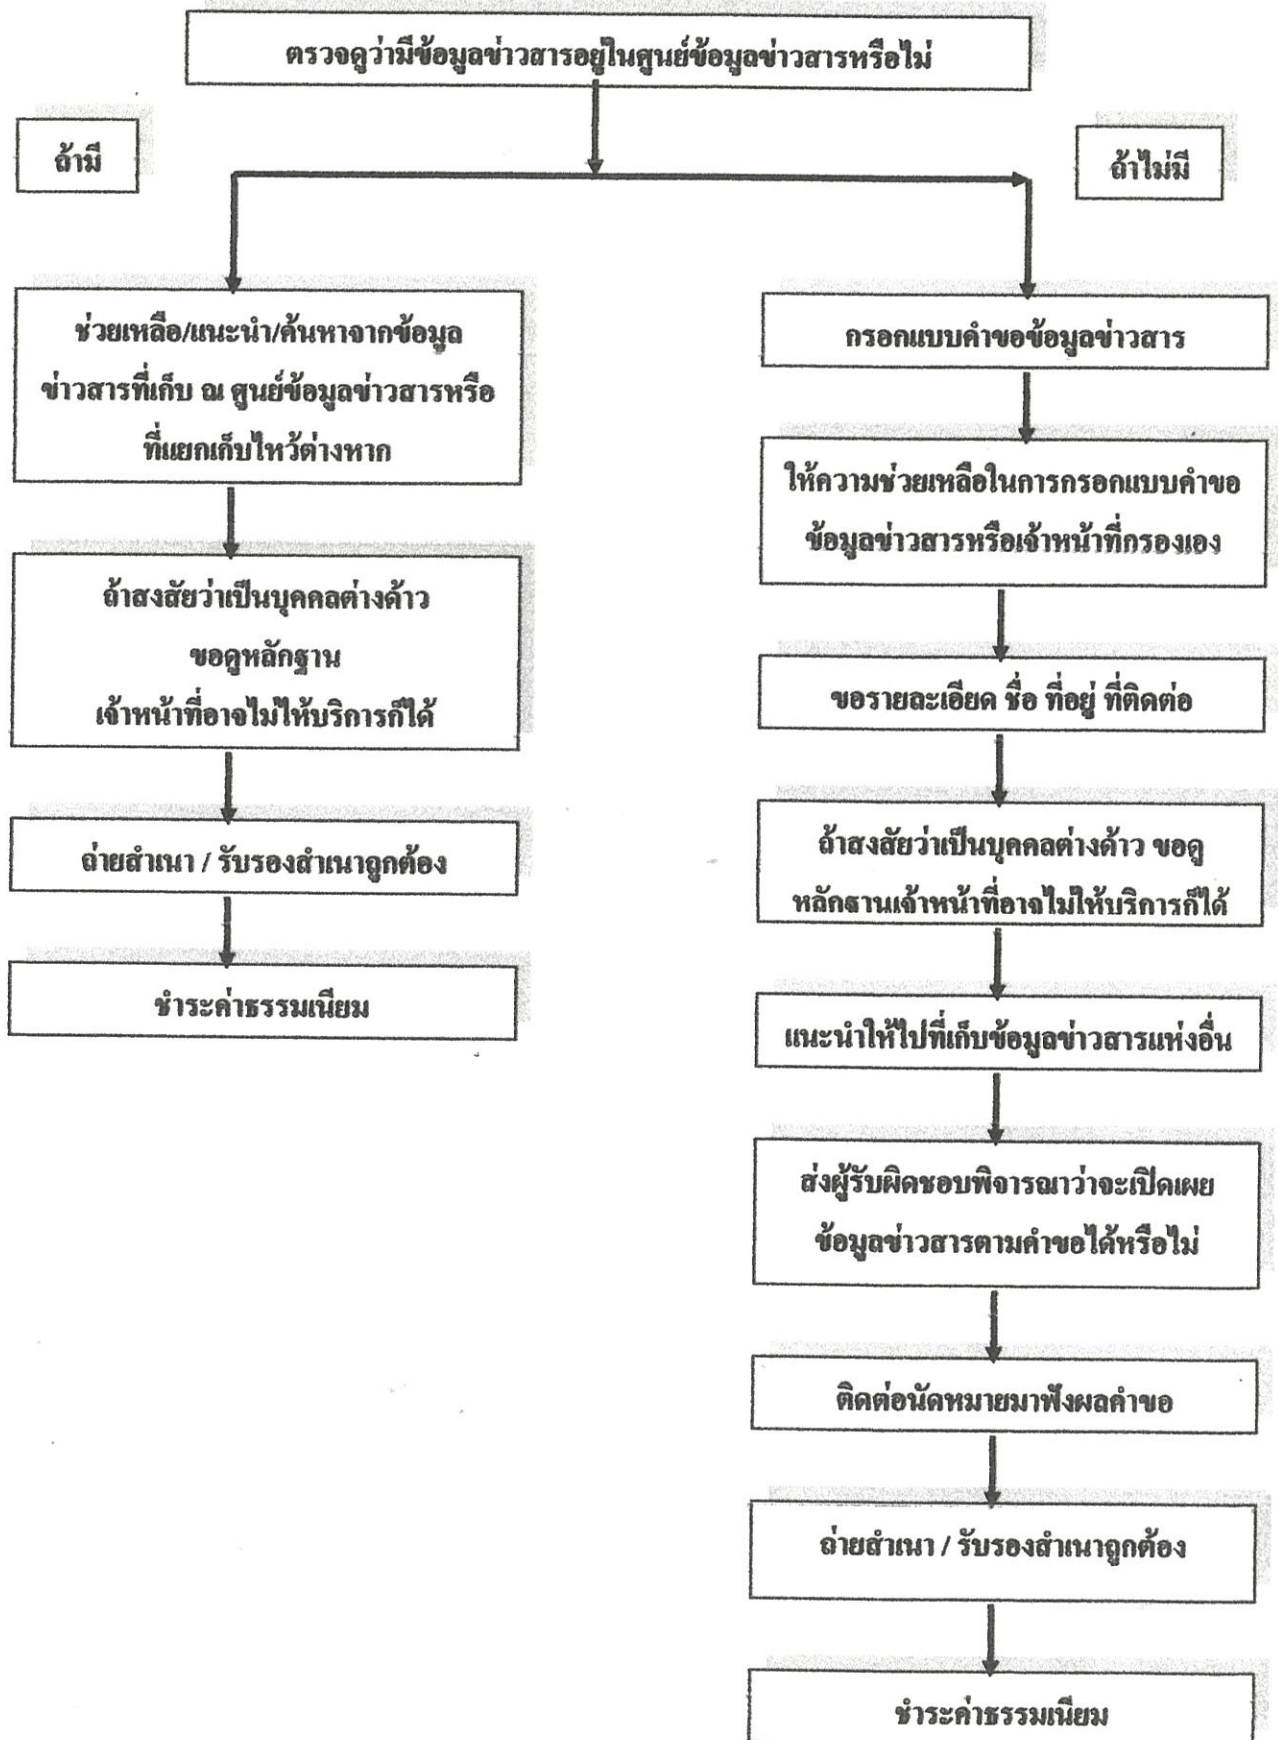 ตรวจดูว่ามีข้อมูลข่าวสารอยู่ในศูนย์ข้อมูลข่าวสารหรือไม่
ถ้ามี
ถ้าไม่มี
ช่วยเหลือ/แนะนำ/ค้นหาจากข้อมูล
ข่าวสารที่เก็บ ณ ศูนย์ข้อมูลข่าวสารหรือ
ที่แยกเก็บไหว้ต่างหาก
ถ้าสงสัยว่าเป็นบุคคลต่างด้าว
ขอดูหลักฐาน
เจ้าหน้าที่อาจไม่ให้บริการก็ได้
ถ่ายสำเนา / รับรองสำเนาถูกต้อง
ชำระค่าธรรมเนียม
กรอกแบบคำขอข้อมูลข่าวสาร
ให้ความช่วยเหลือในการกรอกแบบคำขอ
ข้อมูลข่าวสารหรือเจ้าหน้าที่กรองเอง
ขอรายละเอียด ชื่อ ที่อยู่ ที่ติดต่อ
ถ้าสงสัยว่าเป็นบุคคลต่างด้าว ขอดู
หลักฐานเจ้าหน้าที่อาจไม่ให้บริการก็ได้
แนะนำให้ไปที่เก็บข้อมูลข่าวสารแห่งอื่น
ส่งผู้รับผิดชอบพิจารณาว่าจะเปิดเผย
ข้อมูลข่าวสารตามคำขอได้หรือไม่
ติดต่อนัดหมายมาฟังผลคำขอ
ถ่ายสำเนา / รับรองสำเนาถูกต้อง
ชำระค่าธรรมเนียม